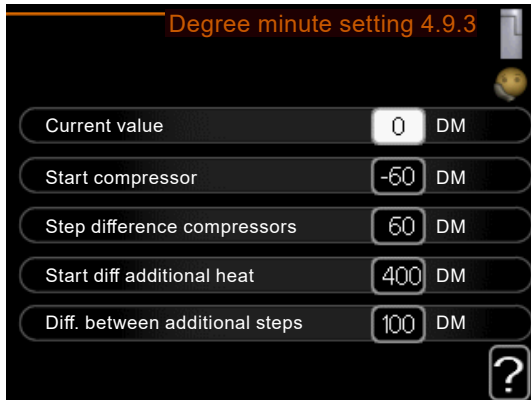 Degree minute setting 4.9.3
Current value 0 DM
Start compressor -60 DM
Step difference compressors 60 DM
Start diff additional heat 400 DM
Diff. between additional steps 100 DM
?